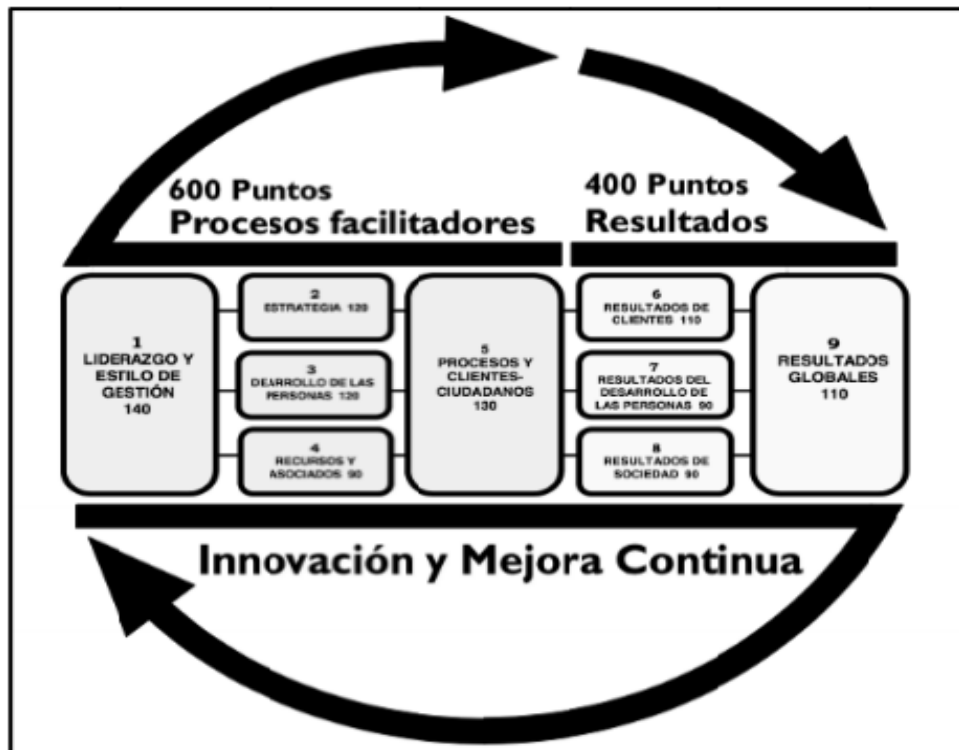 600 Puntos
Procesos facilitadores
400 Puntos
Resultados
1
LIDERAZGO Y
ESTILO DE
GESTIÓN
140
2
ESTRATEGIA 120
3
DEARROLLO DE LAS
PERSONAS 120
4
RECURSOS Y
ASOCIADOS 90
5
PROCESOS Y
CLIENTES-
CIUDADANOS
130
6
RESULTADOS DE
CLIENTES 110
7
RESULTADOS DEL
DESARROLLO DE
LAS PERSONAS 90
8
RESULTADOS DE
SOCIEDAD 90
9
RESULTADOS
GLOBALES
110
Innovación y Mejora Continua